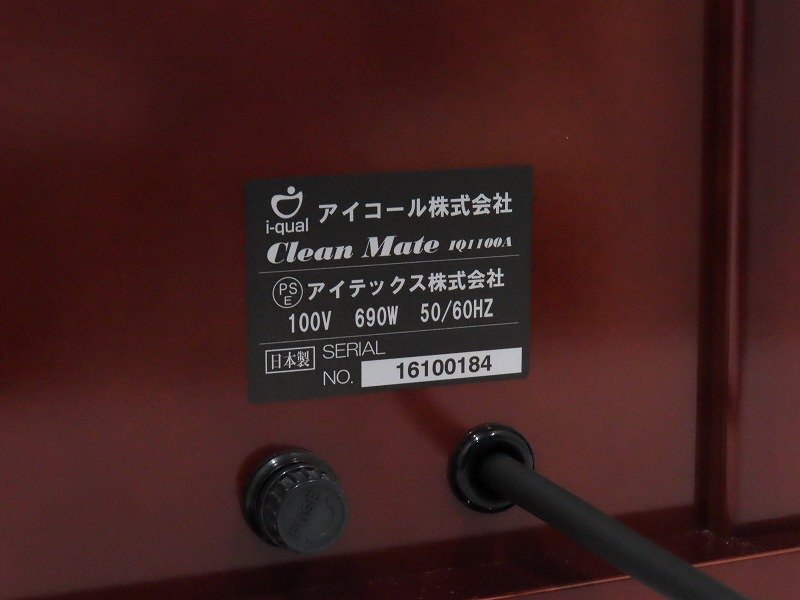 i-qual アイコール株式会社
Clean Mate IQ1100A
PS
E アイテックス株式会社
100V 690W 50/60HZ
日本製 SERIAL
NO. 16100184
FUSE